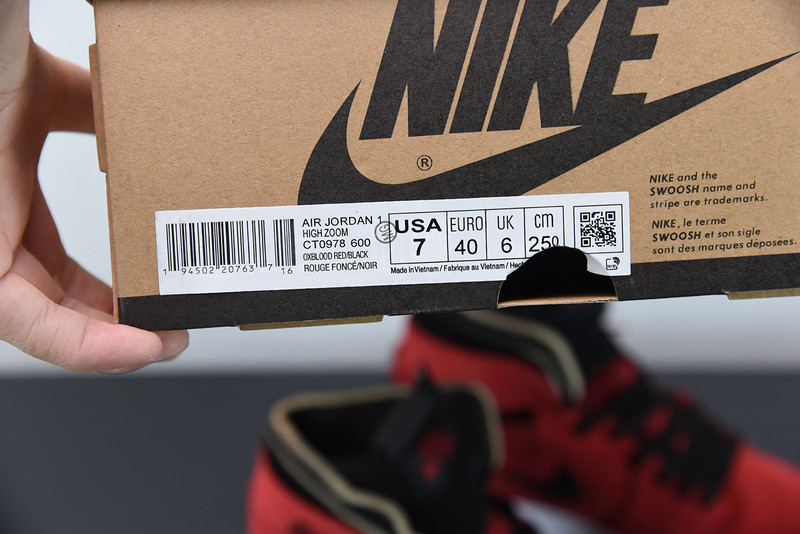 NIKE
®
NIKE and the
SWOOSH name and
stripe are trademarks.
NIKE, le terme
SWOOSH et son sigle
sont des marques déposées.
AIR JORDAN 1
HIGH ZOOM
CT0978 600
OXBLOOD RED/BLACK
ROUGE FONCÉ/NOIR
1 94502 20763 7 16
USA EURO UK cm
7 40 6 25
Made in Vietnam / Fabriqué au Vietnam /